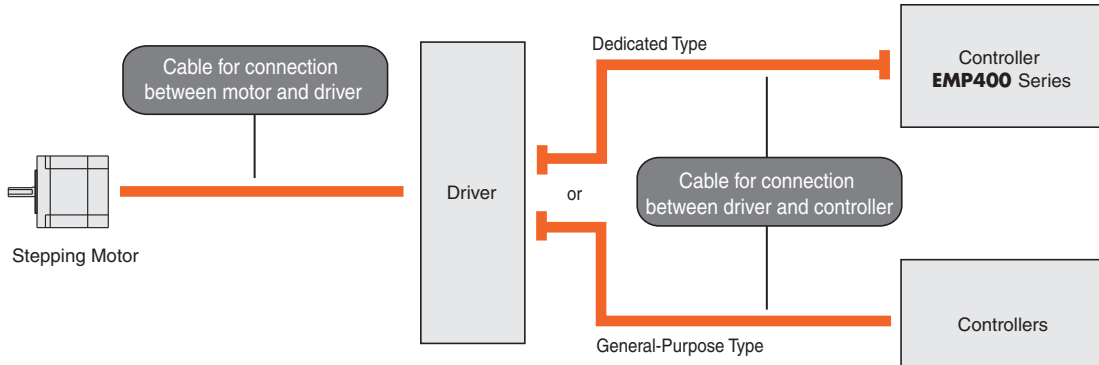 Cable for connection
between motor and driver
Stepping Motor
Driver
or
Dedicated Type
Controller
EMP400 Series
Cable for connection
between driver and controller
General-Purpose Type
Controllers